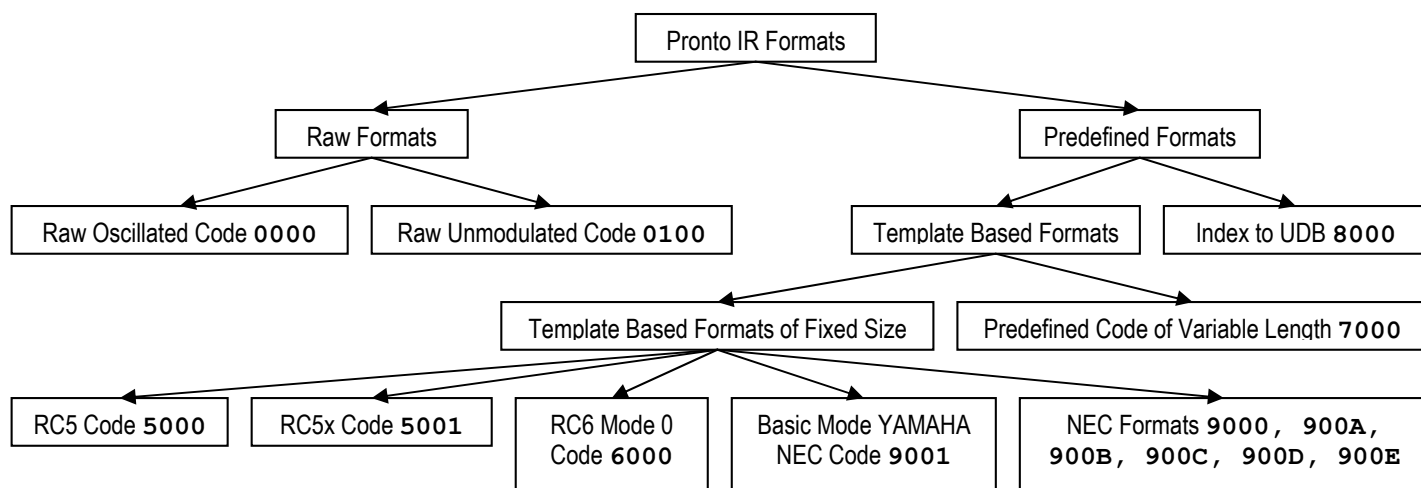 Pronto IR Formats
Raw Formats
Predefined Formats
Raw Oscillated Code 0000
Raw Unmodulated Code 0100
Template Based Formats
Index to UDB 8000
Template Based Formats of Fixed Size
Predefined Code of Variable Length 7000
RC5 Code 5000
RC5x Code 5001
RC6 Mode 0
Code 6000
Basic Mode YAMAHA
NEC Code 9001
NEC Formats 9000, 900A,
900B, 900C, 900D, 900E